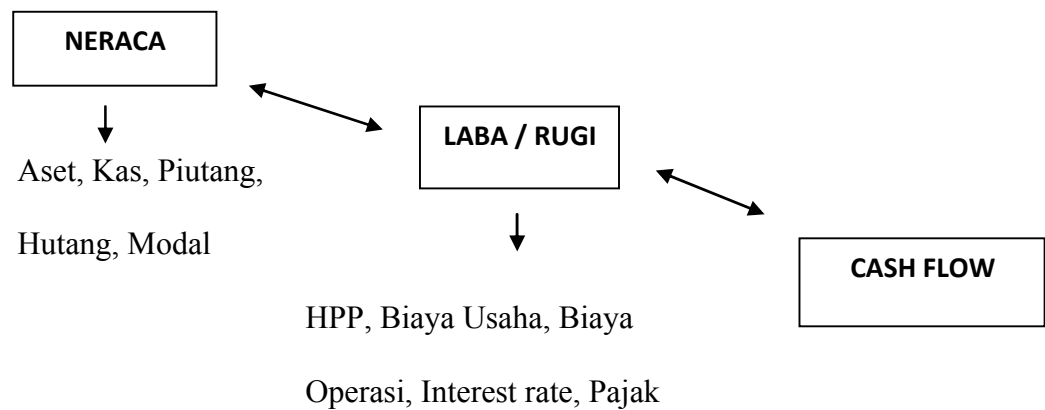 NERACA
Aset, Kas, Piutang,
Hutang, Modal
LABA / RUGI
HPP, Biaya Usaha, Biaya
Operasi, Interest rate, Pajak
CASH FLOW